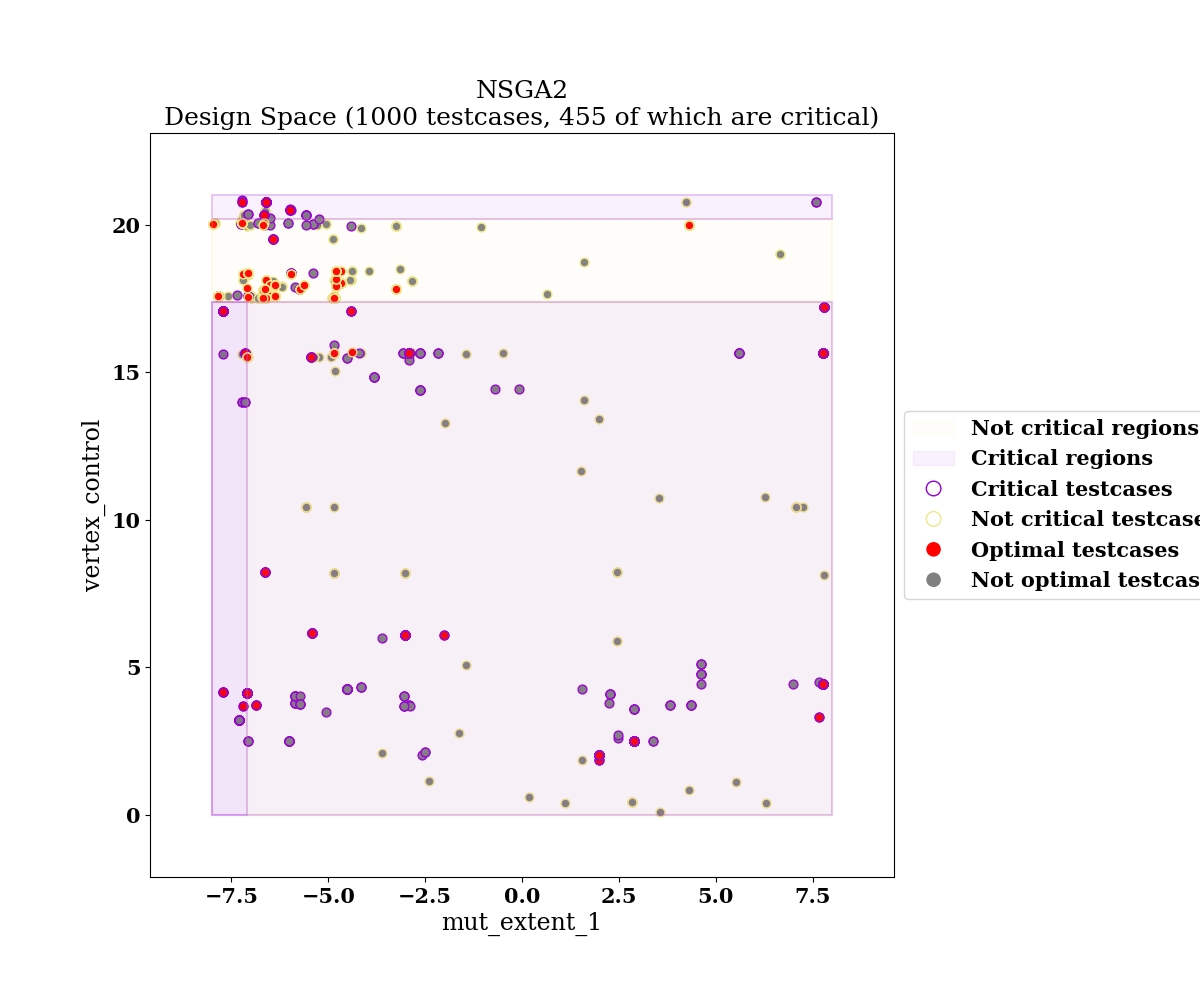 NSGA2
Design Space (1000 testcases, 455 of which are critical)
20
15
10
5
0
vertex_control
−7.5 −5.0 −2.5 0.0 2.5 5.0 7.5
mut_extent_1
Not critical regions
Critical regions
Critical testcases
Not critical testcase
Optimal testcases
Not optimal testcas